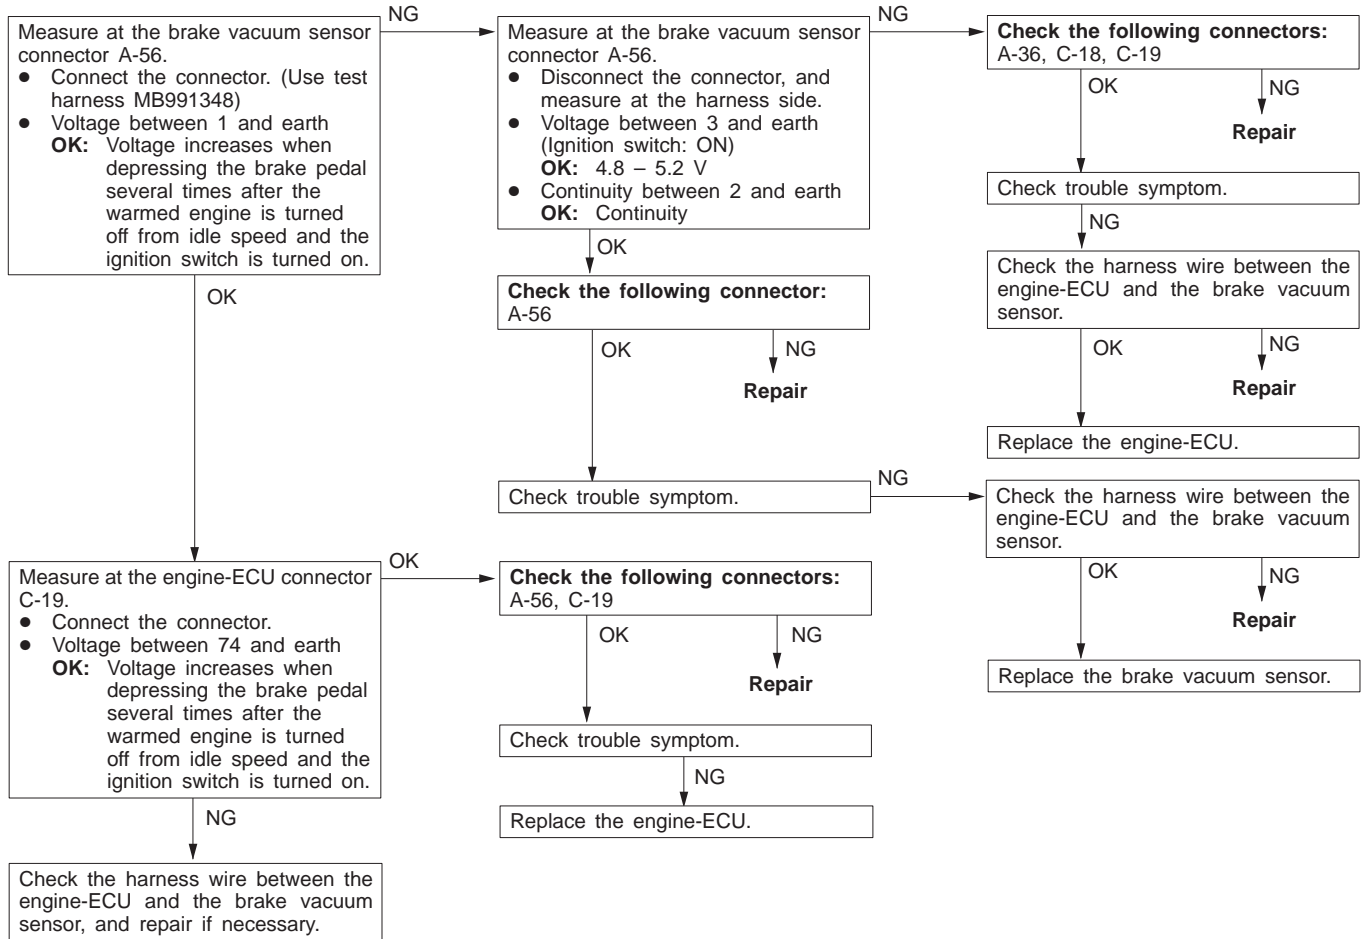 Measure at the brake vacuum sensor
connector A-56.
● Connect the connector. (Use test
harness MB991348)
● Voltage between 1 and earth
OK: Voltage increases when
depressing the brake pedal
several times after the
warmed engine is turned
off from idle speed and the
ignition switch is turned on.
NG
OK
Measure at the brake vacuum sensor
connector A-56.
● Disconnect the connector, and
measure at the harness side.
● Voltage between 3 and earth
(Ignition switch: ON)
OK: 4.8 – 5.2 V
● Continuity between 2 and earth
OK: Continuity
NG
OK
Check the following connectors:
A-36, C-18, C-19
OK
NG
Repair
Check trouble symptom.
NG
Check the harness wire between the
engine-ECU and the brake vacuum
sensor.
OK
NG
Repair
Replace the engine-ECU.
Check the following connector:
A-56
OK
NG
Repair
Check trouble symptom.
NG
Check the harness wire between the
engine-ECU and the brake vacuum
sensor.
OK
NG
Repair
Replace the brake vacuum sensor.
Measure at the engine-ECU connector
C-19.
● Connect the connector.
● Voltage between 74 and earth
OK: Voltage increases when
depressing the brake pedal
several times after the
warmed engine is turned
off from idle speed and the
ignition switch is turned on.
OK
NG
Check the following connectors:
A-56, C-19
OK
NG
Repair
Check trouble symptom.
NG
Replace the engine-ECU.
Check the harness wire between the
engine-ECU and the brake vacuum
sensor, and repair if necessary.